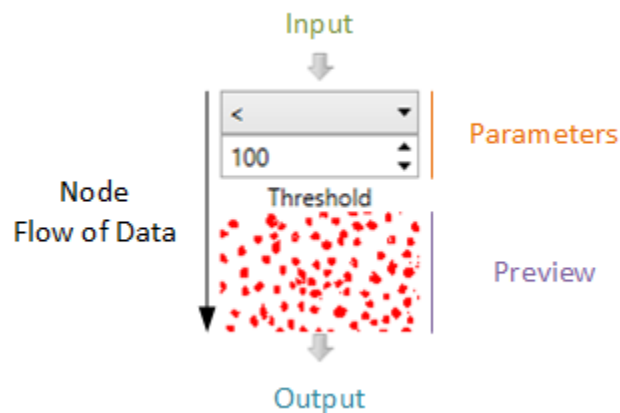 Input
<
100
Parameters
Threshold
Node
Flow of Data
Preview
Output